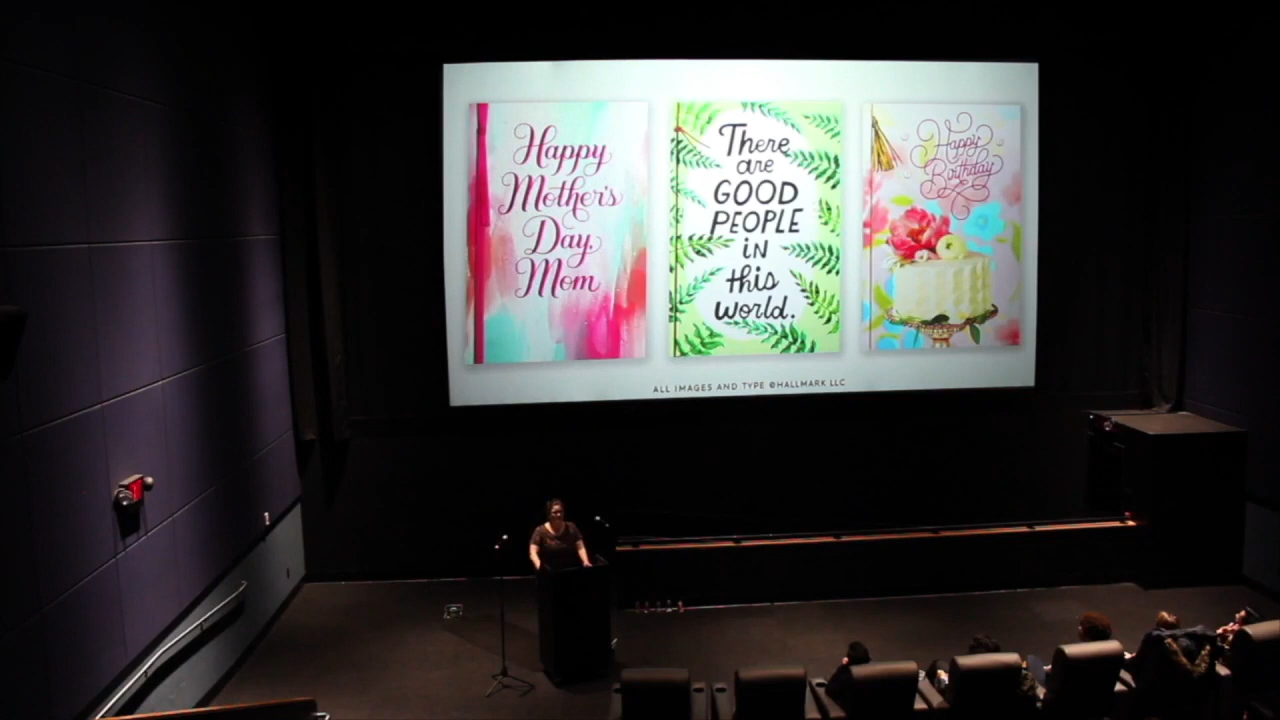 Happy
Mother's
Day,
Mom
There
are
GOOD
PEOPLE
iN
this
world.
Happy
Birthday
ALL IMAGES AND TYPE @HALLMARK LLC